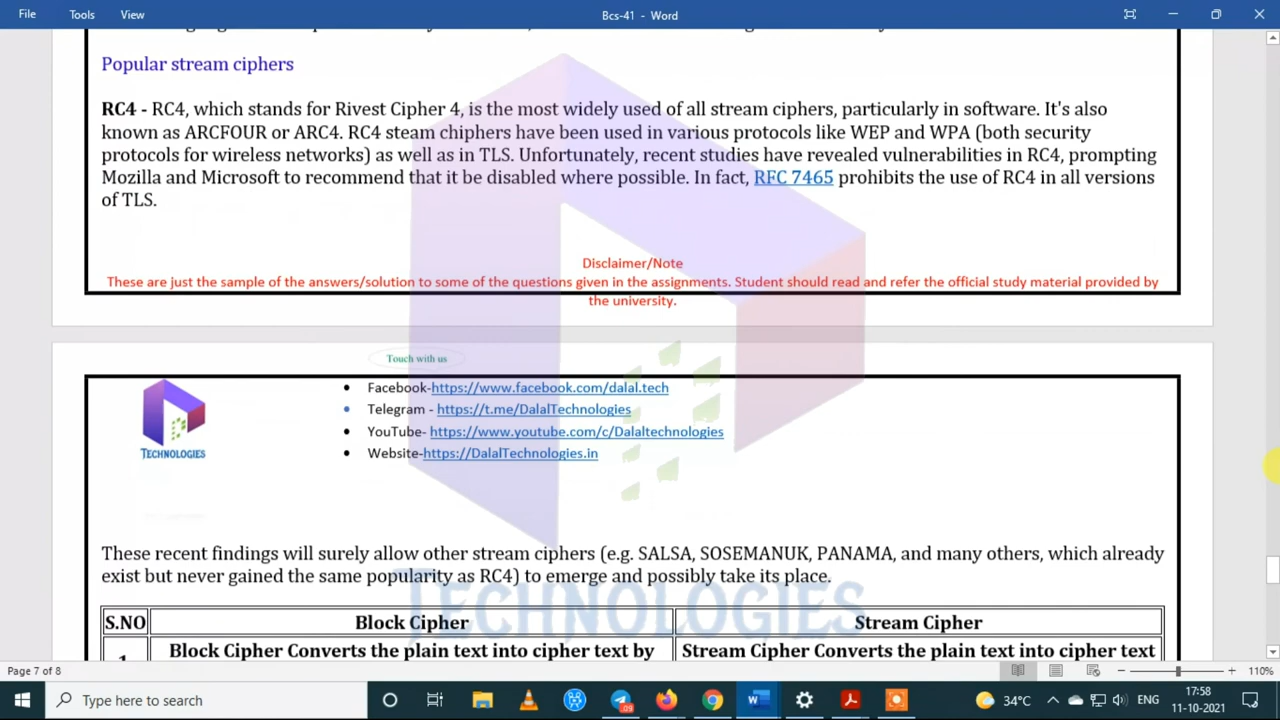 File Tools View Bcs-41 - Word
Popular stream ciphers
RC4 - RC4, which stands for Rivest Cipher 4, is the most widely used of all stream ciphers, particularly in software. It's also
known as ARCFOUR or ARC4. RC4 steam chiphers have been used in various protocols like WEP and WPA (both security
protocols for wireless networks) as well as in TLS. Unfortunately, recent studies have revealed vulnerabilities in RC4, prompting
Mozilla and Microsoft to recommend that it be disabled where possible. In fact, RFC 7465 prohibits the use of RC4 in all versions
of TLS.
Disclaimer/Note
These are just the sample of the answers/solution to some of the questions given in the assignments. Student should read and refer the official study material provided by
the university.
Touch with us
• Facebook-https://www.facebook.com/dalal.tech
• Telegram - https://t.me/DalalTechnologies
• YouTube- https://www.youtube.com/c/Dalaltechnologies
• Website-https://DalalTechnologies.in
TECHNOLOGIES
These recent findings will surely allow other stream ciphers (e.g. SALSA, SOSEMANUK, PANAMA, and many others, which already
exist but never gained the same popularity as RC4) to emerge and possibly take its place.
TECHNOLOGIES
S.NO Block Cipher Stream Cipher
Block Cipher Converts the plain text into cipher text by Stream Cipher Converts the plain text into cipher text
Page 7 of 8 110%
Type here to search 09 34°C ENG 17:58
11-10-2021